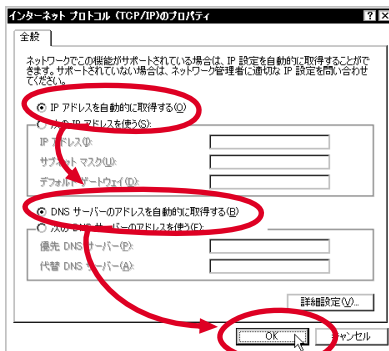 インターネット プロトコル (TCP/IP)のプロパティ
全般
ネットワークでこの機能がサポートされている場合は、IP 設定を自動的に取得することがで
きます。サポートされていない場合は、ネットワーク管理者に適切な IP 設定を問い合わせ
てください。
IP アドレスを自動的に取得する(O)
次の IP アドレスを使う(S):
IP アドレス(I):
サブネット マスク(U):
デフォルト ゲートウェイ(D):
DNS サーバーのアドレスを自動的に取得する(B)
次の DNS サーバーのアドレスを使う(E):
優先 DNS サーバー(P):
代替 DNS サーバー(A):
詳細設定(V)...
OK
キャンセル